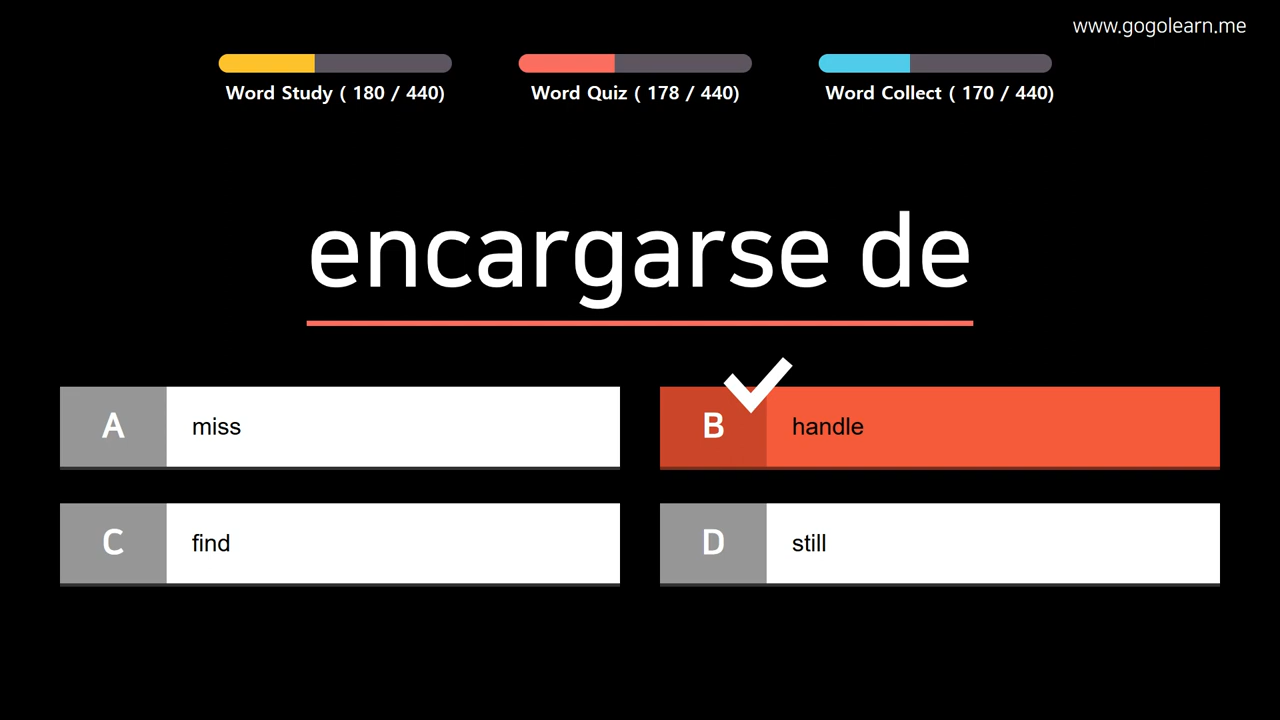 www.gogolearn.me
Word Study ( 180 / 440)
Word Quiz ( 178 / 440)
Word Collect ( 170 / 440)
encargarse de
A miss
B handle
C find
D still